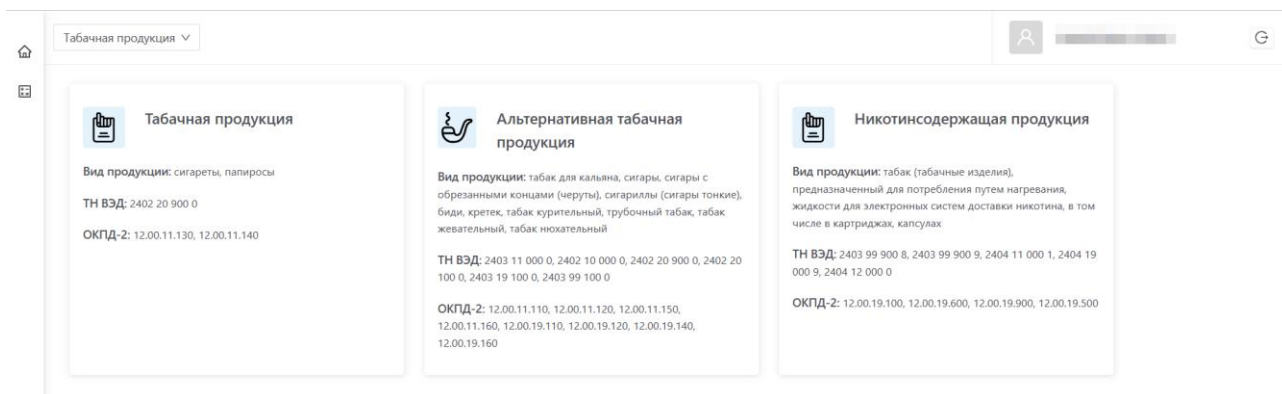 Табачная продукция
Табачная продукция
Вид продукции: сигареты, папиросы
ТН ВЭД: 2402 20 900 0
ОКПД-2: 12.00.11.130, 12.00.11.140
Альтернативная табачная
продукция
Вид продукции: табак для кальяна, сигары, сигары с
обрезанными концами (черуты), сигариллы (сигары тонкие),
биди, кретек, табак курительный, трубочный табак, табак
жевательный, табак нюхательный
ТН ВЭД: 2403 11 000 0, 2402 10 000 0, 2402 20 900 0, 2402 20
100 0, 2403 19 100 0, 2403 99 100 0
ОКПД-2: 12.00.11.110, 12.00.11.120, 12.00.11.150,
12.00.11.160, 12.00.19.110, 12.00.19.120, 12.00.19.140,
12.00.19.160
Никотинсодержащая продукция
Вид продукции: табак (табачные изделия),
предназначенный для потребления путем нагревания,
жидкости для электронных систем доставки никотина, в том
числе в картриджах, капсулах
ТН ВЭД: 2403 99 900 8, 2403 99 900 9, 2404 11 000 1, 2404 19
000 9, 2404 12 000 0
ОКПД-2: 12.00.19.100, 12.00.19.600, 12.00.19.900, 12.00.19.500